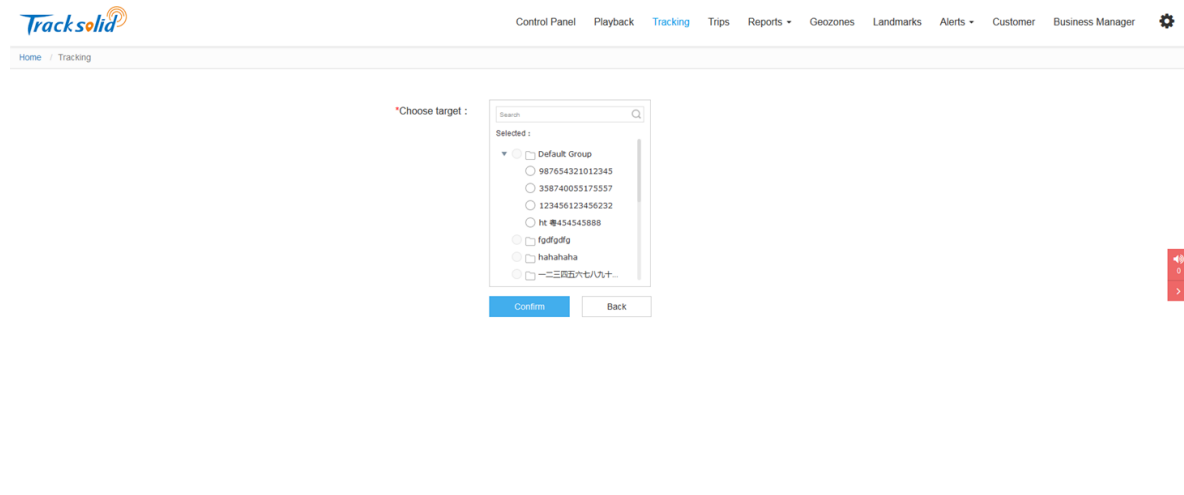 Tracksolid
Control Panel Playback Tracking Trips Reports Geozones Landmarks Alerts Customer Business Manager
Home / Tracking
*Choose target :
Search
Selected :
Default Group
987654321012345
358740055175557
123456123456232
ht 粤454545888
fgdfgdfg
hahahaha
一二三四五六七八九十...
Confirm Back
0